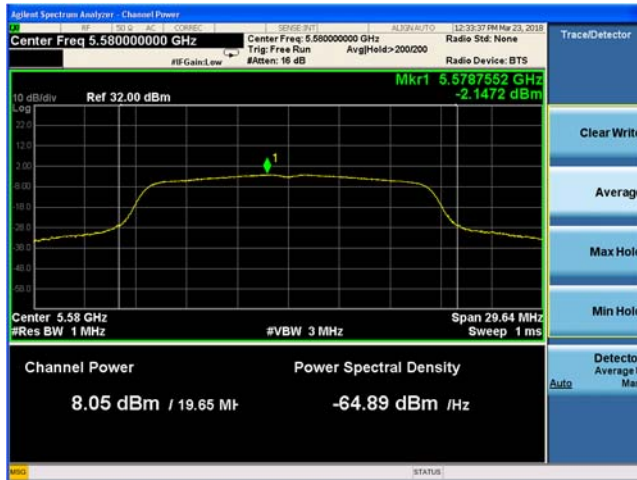 Agilent Spectrum Analyzer - Channel Power
RF 50 Ω AC CORREC SENSE:INT ALIGN AUTO 12:33:37 PM Mar 23, 2018
Center Freq 5.580000000 GHz
Center Freq: 5.580000000 GHz
Radio Std: None
Trig: Free Run Avg|Hold:>200/200
#IFGain:Low
#Atten: 16 dB
Radio Device: BTS
Trace/Detector
Mkr1 5.5787552 GHz
-2.1472 dBm
10 dB/div Ref 32.00 dBm
Log
22.0
12.0
2.00
-8.00
-18.0
-28.0
-38.0
-48.0
-58.0
1
Center 5.58 GHz
Span 29.64 MHz
#Res BW 1 MHz
#VBW 3 MHz
Sweep 1 ms
Channel Power
Power Spectral Density
8.05 dBm / 19.65 MH
-64.89 dBm /Hz
Clear Write
Average
Max Hold
Min Hold
Detecto
Average
Auto
Ma
MSG
STATUS